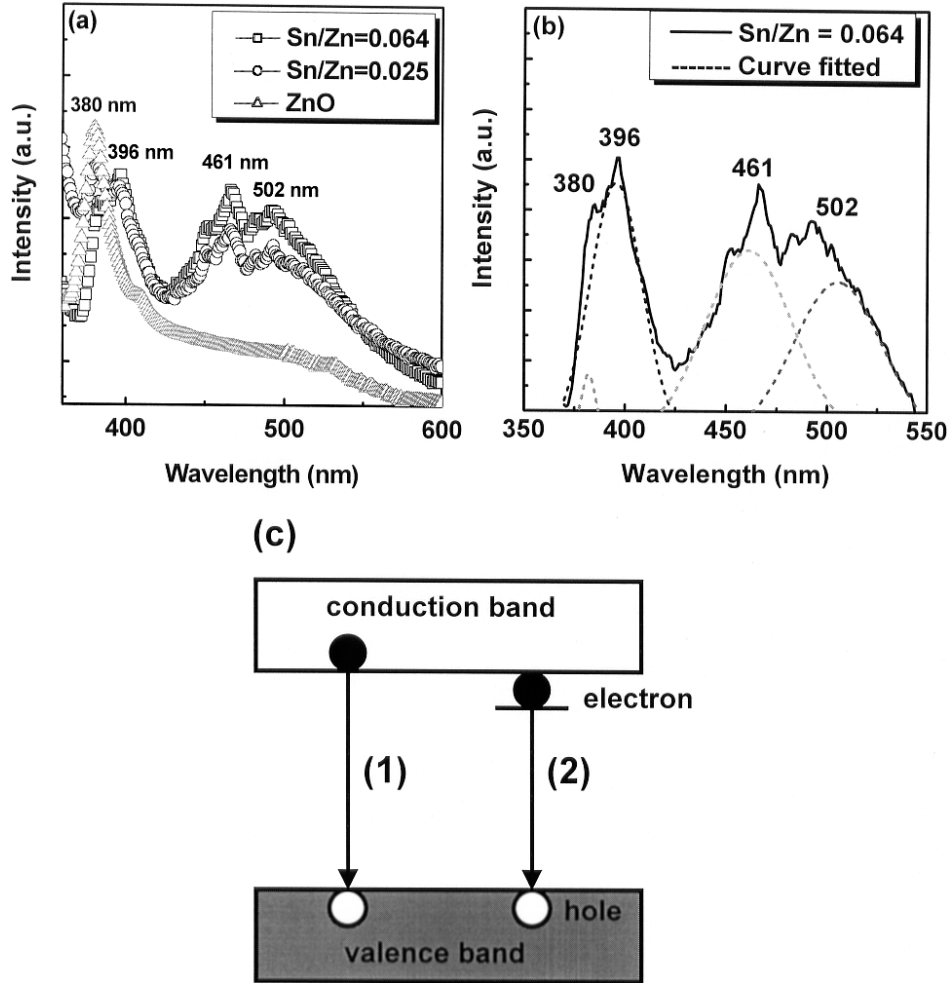 (a)
Sn/Zn=0.064
Sn/Zn=0.025
ZnO
380 nm
396 nm
461 nm
502 nm
Intensity (a.u.)
400
500
600
Wavelength (nm)
(b)
Sn/Zn = 0.064
Curve fitted
380
396
461
502
Intensity (a.u.)
350
400
450
500
550
Wavelength (nm)
(c)
conduction band
electron
(1)
(2)
hole
valence band